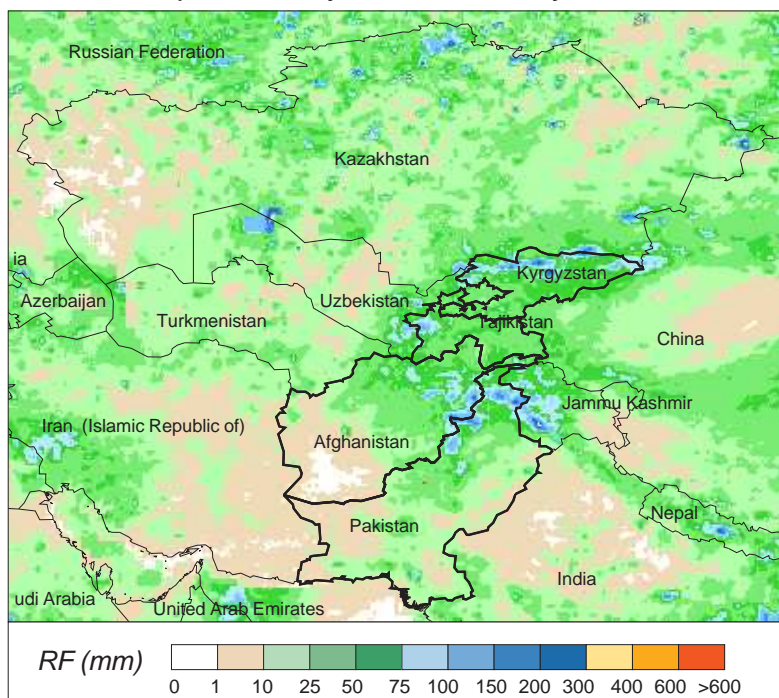 Russian Federation
Kazakhstan
ia
Azerbaijan
Turkmenistan
Uzbekistan
Kyrgyzstan
Tajikistan
China
Jammu Kashmir
Iran (Islamic Republic of)
Afghanistan
Pakistan
Nepal
India
udi Arabia
United Arab Emirates
RF (mm)
0 1 10 25 50 75 100 150 200 300 400 600 >600